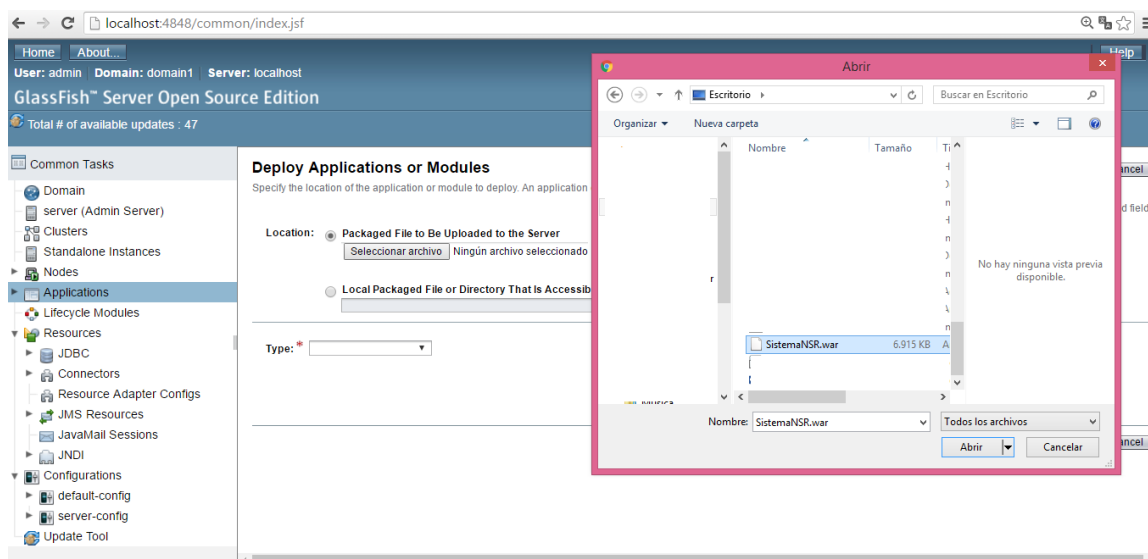 localhost:4848/common/index.jsf
Home About... Help
User: admin Domain: domain1 Server: localhost
GlassFish™ Server Open Source Edition
Total # of available updates : 47
Common Tasks
Domain
server (Admin Server)
Clusters
Standalone Instances
Nodes
Applications
Lifecycle Modules
Resources
JDBC
Connectors
Resource Adapter Configs
JMS Resources
JavaMail Sessions
JNDI
Configurations
default-config
server-config
Update Tool
Deploy Applications or Modules
Specify the location of the application or module to deploy. An application
Location: Packaged File to Be Uploaded to the Server
Seleccionar archivo Ningún archivo seleccionado
Local Packaged File or Directory That Is Accessib
Type: *
ncel
d field
ncel
Abrir
Escritorio
Buscar en Escritorio
Organizar Nueva carpeta
Nombre Tamaño Ti
No hay ninguna vista previa
disponible.
SistemaNSR.war 6.915 KB A
Nombre: SistemaNSR.war Todos los archivos
Abrir Cancelar